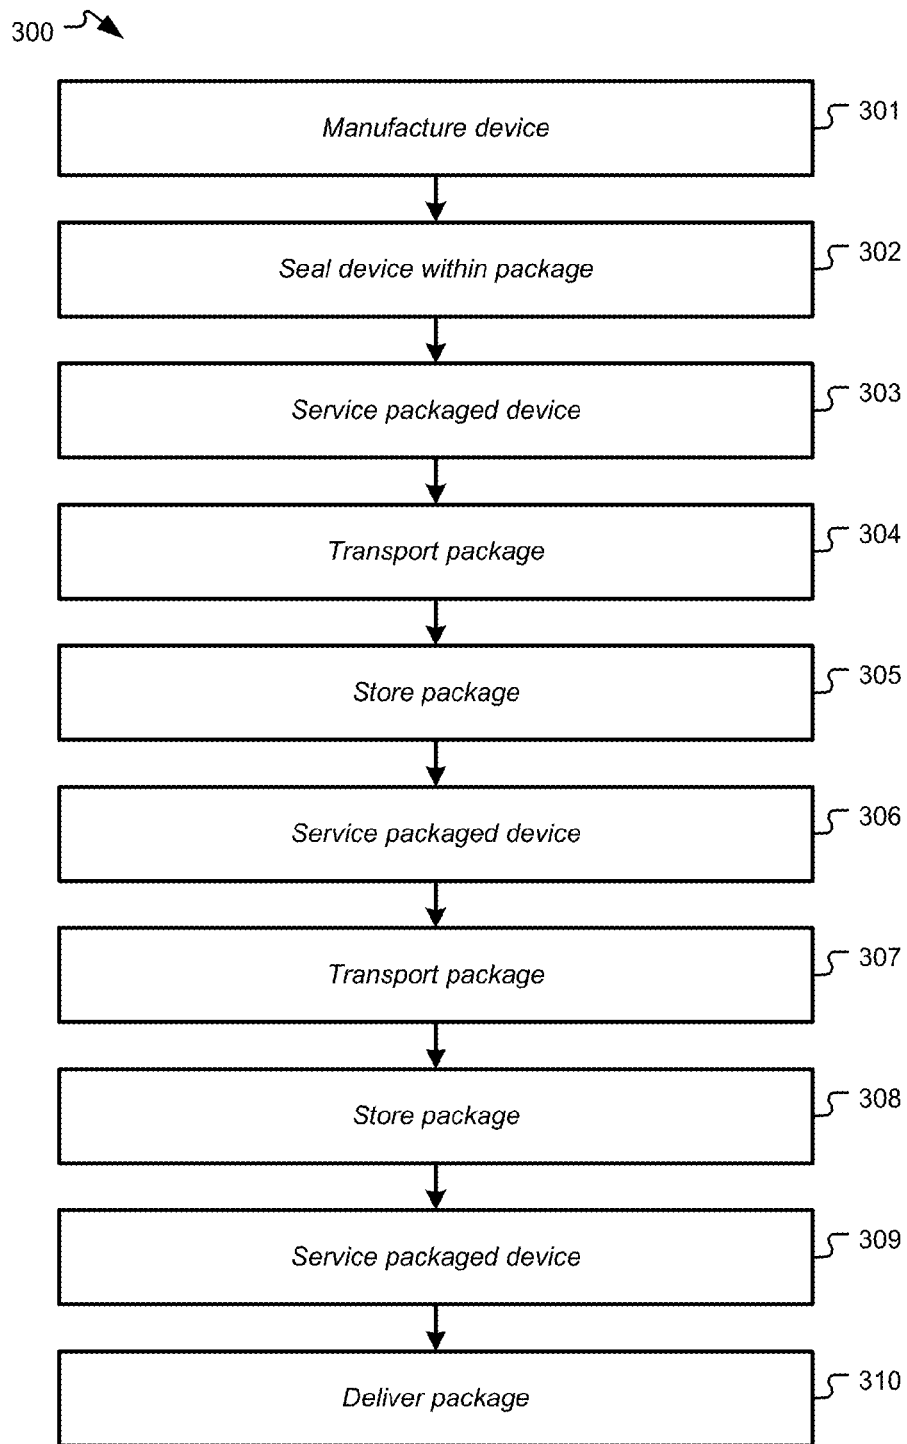 300
Manufacture device
301
Seal device within package
302
Service packaged device
303
Transport package
304
Store package
305
Service packaged device
306
Transport package
307
Store package
308
Service packaged device
309
Deliver package
310